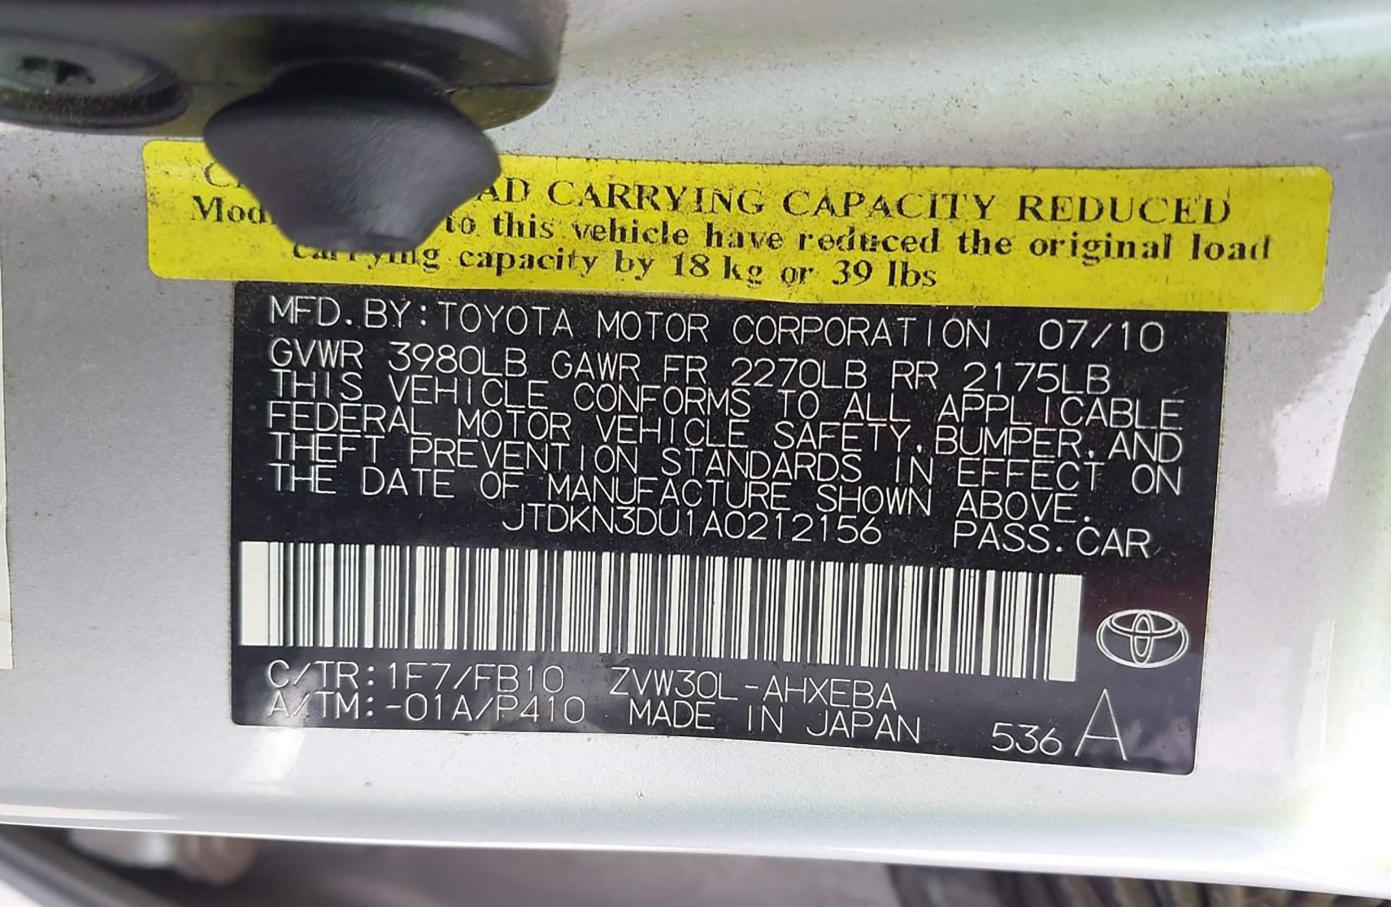 LOAD CARRYING CAPACITY REDUCED
to this vehicle have reduced the original load
carrying capacity by 18 kg or 39 lbs
MFD.BY:TOYOTA MOTOR CORPORATION 07/10
GVWR 3980LB GAWR FR 2270LB RR 2175LB
THIS VEHICLE CONFORMS TO ALL APPLICABLE
FEDERAL MOTOR VEHICLE SAFETY,BUMPER,AND
THEFT PREVENTION STANDARDS IN EFFECT ON
THE DATE OF MANUFACTURE SHOWN ABOVE.
JTDKN3DU1A0212156 PASS.CAR
C/TR:1F7/FB10 ZVW30L-AHXEBA
A/TM:-01A/P410 MADE IN JAPAN 536 A